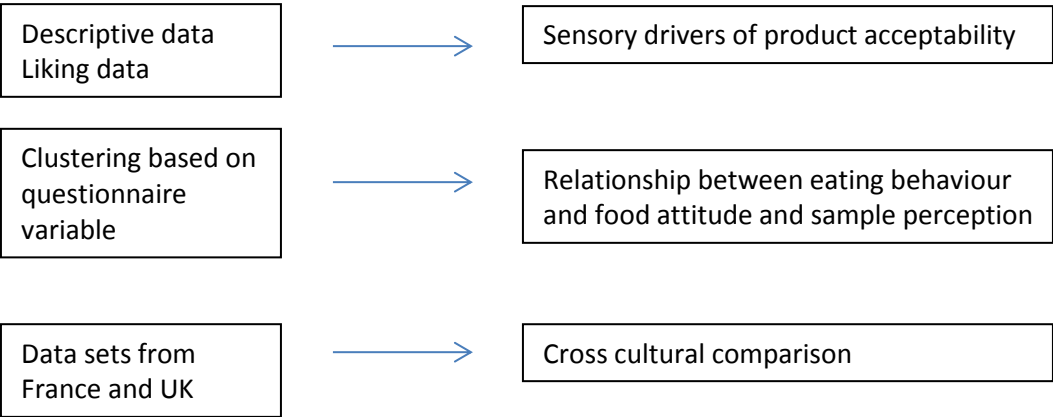 Descriptive data
Liking data
Sensory drivers of product acceptability
Clustering based on
questionnaire
variable
Relationship between eating behaviour
and food attitude and sample perception
Data sets from
France and UK
Cross cultural comparison